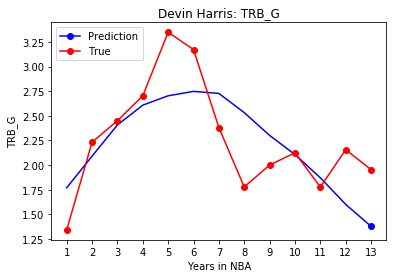 Devin Harris: TRB_G
Prediction
True
3.25
3.00
2.75
2.50
2.25
2.00
1.75
1.50
1.25
TRB_G
1 2 3 4 5 6 7 8 9 10 11 12 13
Years in NBA